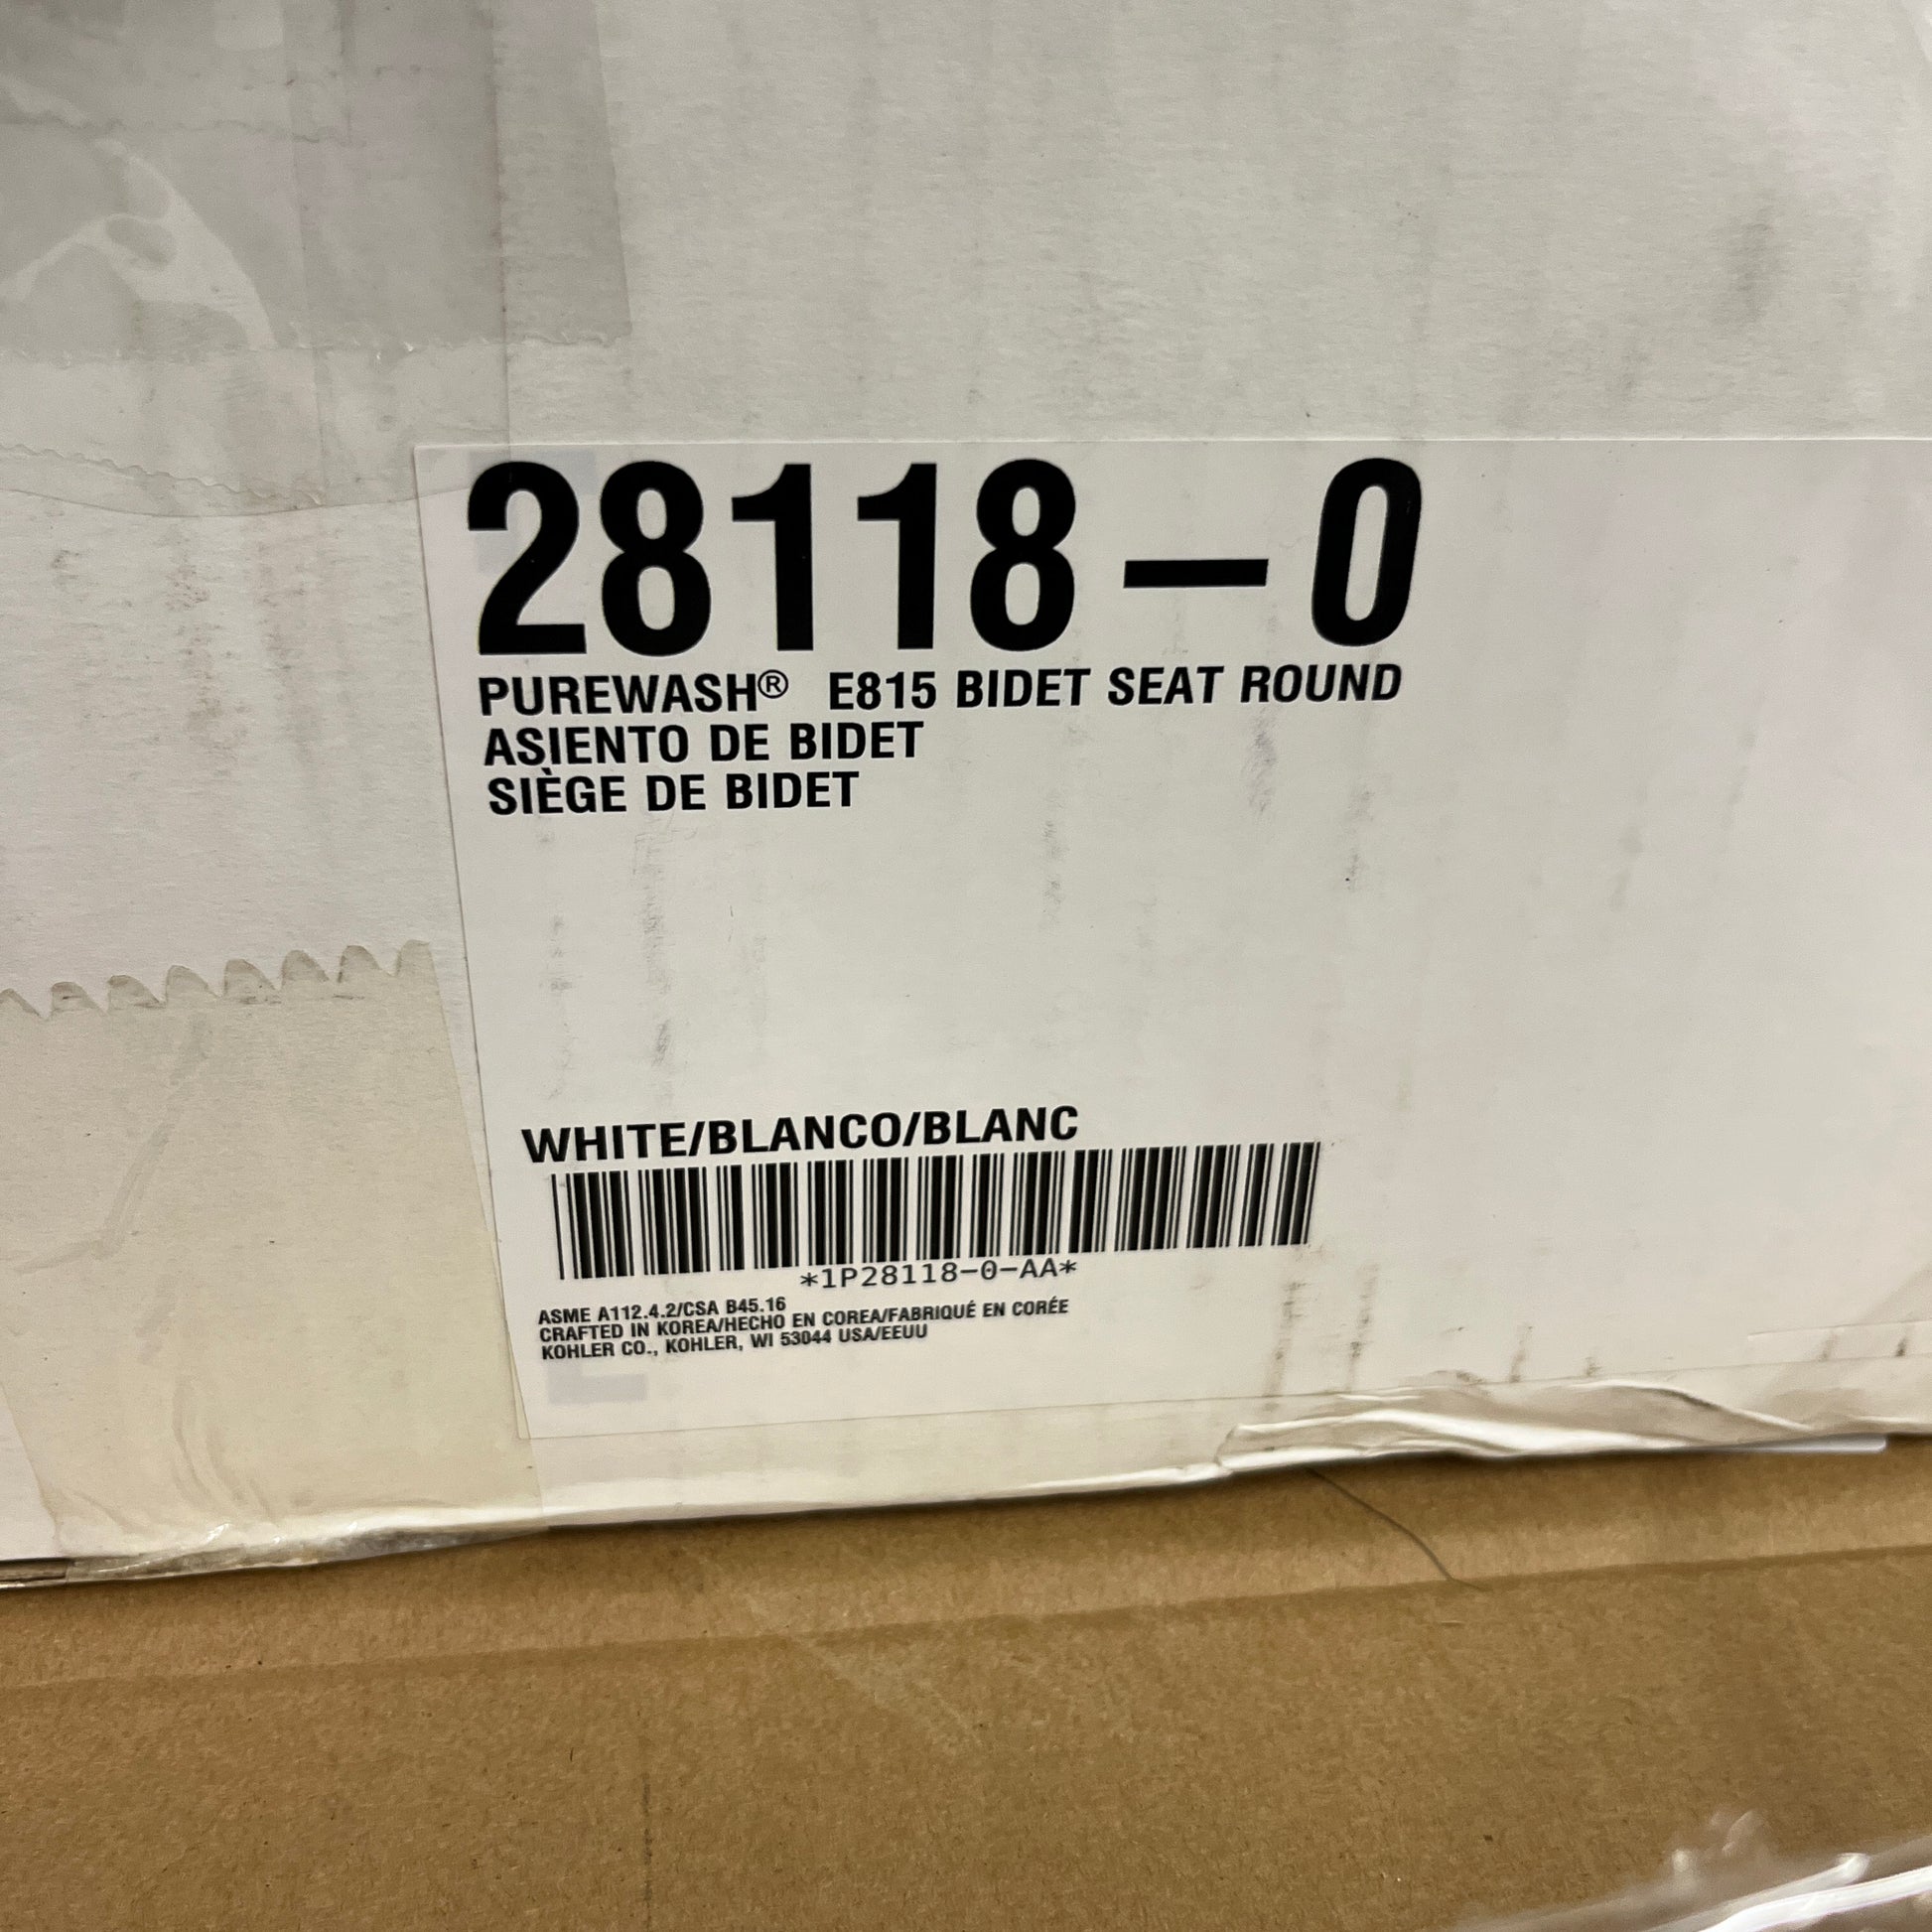 28118-0
PUREWASH® E815 BIDET SEAT ROUND
ASIENTO DE BIDET
SIÈGE DE BIDET
WHITE/BLANCO/BLANC
*1P28118-0-AA*
ASME A112.4.2/CSA B45.16
CRAFTED IN KOREA/HECHO EN COREA/FABRIQUÉ EN CORÉE
KOHLER CO., KOHLER, WI 53044 USA/EEUU